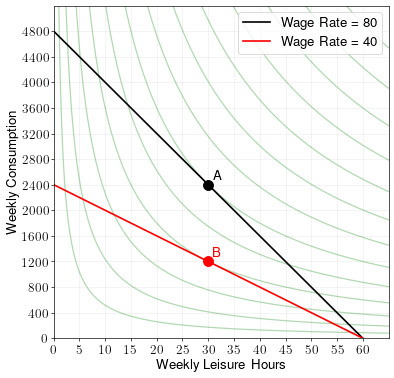 Wage Rate = 80
Wage Rate = 40
4800
4400
4000
3600
3200
2800
2400
2000
1600
1200
800
400
0
Weekly Consumption
A
B
0 5 10 15 20 25 30 35 40 45 50 55 60
Weekly Leisure Hours